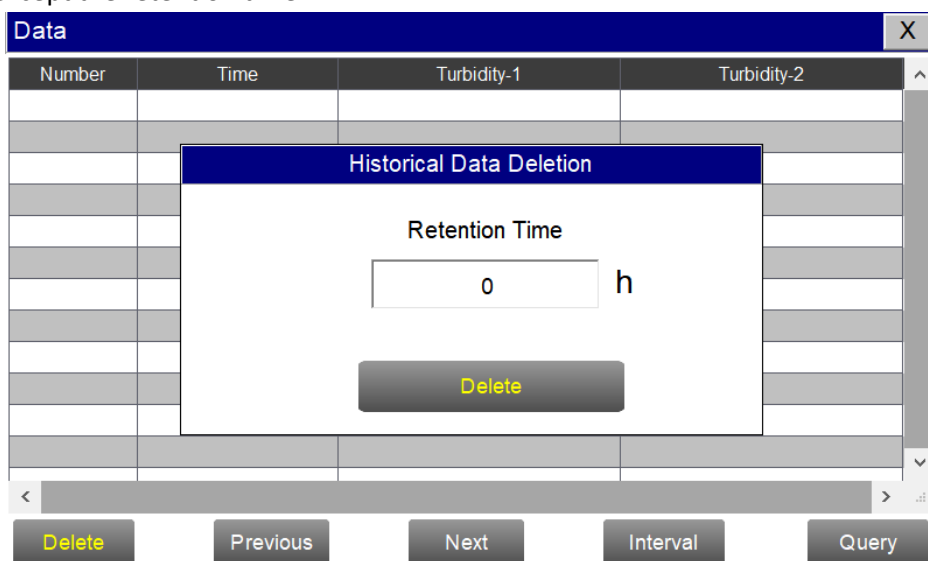 Data X
Number Time Turbidity-1 Turbidity-2
Historical Data Deletion
Retention Time
0 h
Delete
Delete Previous Next Interval Query